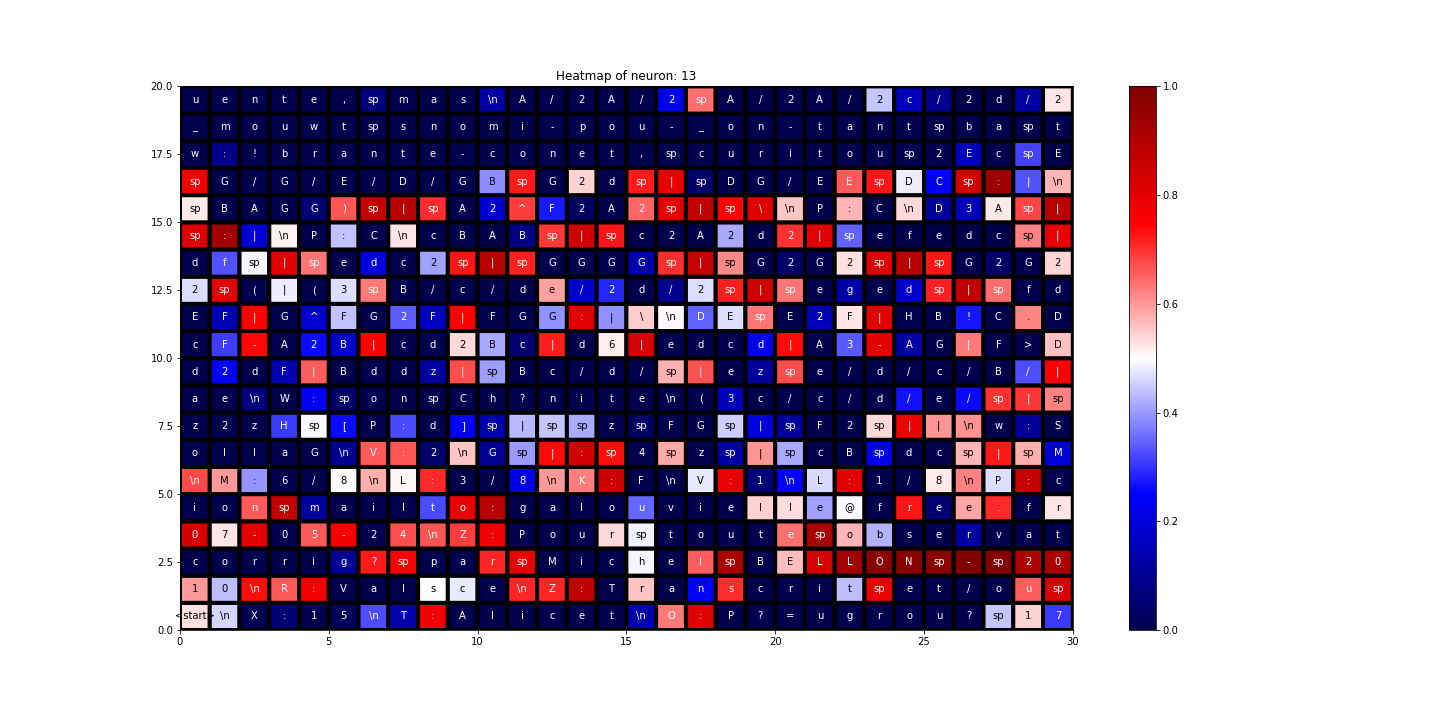 Heatmap of neuron: 13
20.0 u e n t e , sp m a s \n A / 2 A / 2 sp A / 2 A / 2 c / 2 d / 2 1.0
_ m o u w t sp s n o m i - p o u - _ o n - t a n t sp b a sp t
17.5 w : ! b r a n t e - c o n e t , sp c u r i t o u sp 2 E c sp E
sp G / G / E / D / G B sp G 2 d sp | sp D G / E E sp D C sp : | \n
15.0 sp B A G G ) sp | sp A 2 ^ F 2 A 2 sp | sp \ \n P : C \n D 3 A sp | 0.8
sp : | \n P : C \n c B A B sp | sp c 2 A 2 d 2 | sp e f e d c sp |
d f sp | sp e d c 2 sp | sp G G G G sp | sp G 2 G 2 sp | sp G 2 G 2
12.5 2 sp ( | ( 3 sp B / c / d e / 2 d / 2 sp | sp e g e d sp | sp f d 0.6
E F | G ^ F G 2 F | F G G : | \ \n D E sp E 2 F | H B ! C : D
10.0 c F - A 2 B | c d 2 B c | d 6 | e d c d | A 3 - A G | F > D
d 2 d F | B d d z | sp B c / d / sp | e z sp e / d / c / B / |
a e \n W : sp o n sp C h ? n i t e \n ( 3 c / c / d / e / sp | sp 0.4
7.5 z 2 z H sp [ P : d ] sp | sp sp z sp F G sp | sp F 2 sp | | \n w : S
o l l a G \n V : 2 \n G sp | : sp 4 sp z sp | sp c B sp d c sp | sp M
5.0 \n M : 6 / 8 \n L : 3 / 8 \n K : F \n V : 1 \n L : 1 / 8 \n P : c
i o n sp m a i l t o : g a l o u v i e l l e @ f r e e . f r 0.2
0 7 - 0 5 - 2 4 \n Z : P o u r sp t o u t e sp o b s e r v a t
2.5 c o r r i g ? sp p a r sp M i c h e l sp B E L L O N sp - sp 2 0
1 0 \n R : V a l s c e \n Z : T r a n s c r i t sp e t / o u sp
0.0 <start> \n X : 1 5 \n T : A l i c e t \n O : P ? = u g r o u ? sp 1 7 0.0
0 5 10 15 20 25 30